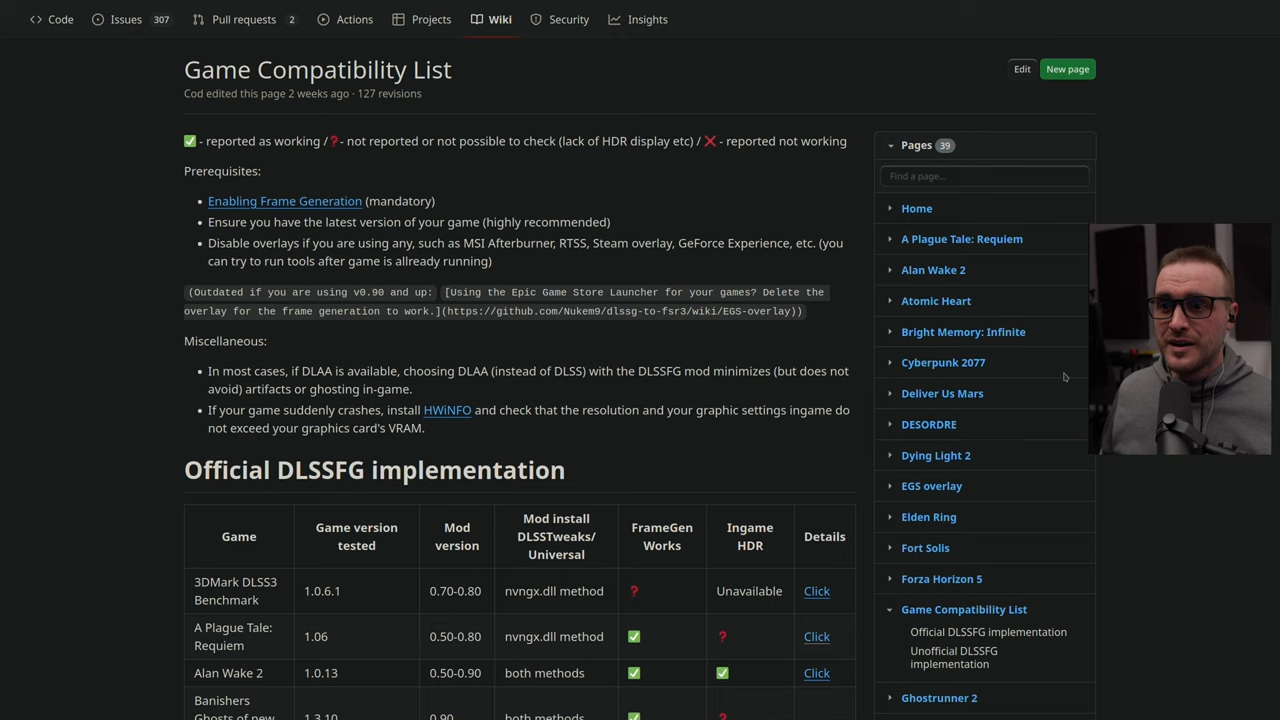 Code
Issues 307
Pull requests 2
Actions
Projects
Wiki
Security
Insights
Game Compatibility List
Cod edited this page 2 weeks ago · 127 revisions
Edit
New page
✅ - reported as working /❓- not reported or not possible to check (lack of HDR display etc) / ❌ - reported not working
Prerequisites:
• Enabling Frame Generation (mandatory)
• Ensure you have the latest version of your game (highly recommended)
• Disable overlays if you are using any, such as MSI Afterburner, RTSS, Steam overlay, GeForce Experience, etc. (you
can try to run tools after game is allready running)
(Outdated if you are using v0.90 and up: [Using the Epic Game Store Launcher for your games? Delete the
overlay for the frame generation to work.](https://github.com/Nukem9/dlssg-to-fsr3/wiki/EGS-overlay))
Miscellaneous:
• In most cases, if DLAA is available, choosing DLAA (instead of DLSS) with the DLSSFG mod minimizes (but does not
avoid) artifacts or ghosting in-game.
• If your game suddenly crashes, install HWiNFO and check that the resolution and your graphic settings ingame do
not exceed your graphics card's VRAM.
Official DLSSFG implementation
Game
Game version
tested
Mod
version
Mod install
DLSSTweaks/
Universal
FrameGen
Works
Ingame
HDR
Details
3DMark DLSS3
Benchmark
1.0.6.1
0.70-0.80
nvngx.dll method
❓
Unavailable
Click
A Plague Tale:
Requiem
1.06
0.50-0.80
nvngx.dll method
✅
❓
Click
Alan Wake 2
1.0.13
0.50-0.90
both methods
✅
✅
Click
Banishers
Ghosts of new
1.3.10
0.90
both methods
✅
❓
Pages 39
Find a page...
Home
A Plague Tale: Requiem
Alan Wake 2
Atomic Heart
Bright Memory: Infinite
Cyberpunk 2077
Deliver Us Mars
DESORDRE
Dying Light 2
EGS overlay
Elden Ring
Fort Solis
Forza Horizon 5
Game Compatibility List
Official DLSSFG implementation
Unofficial DLSSFG
implementation
Ghostrunner 2